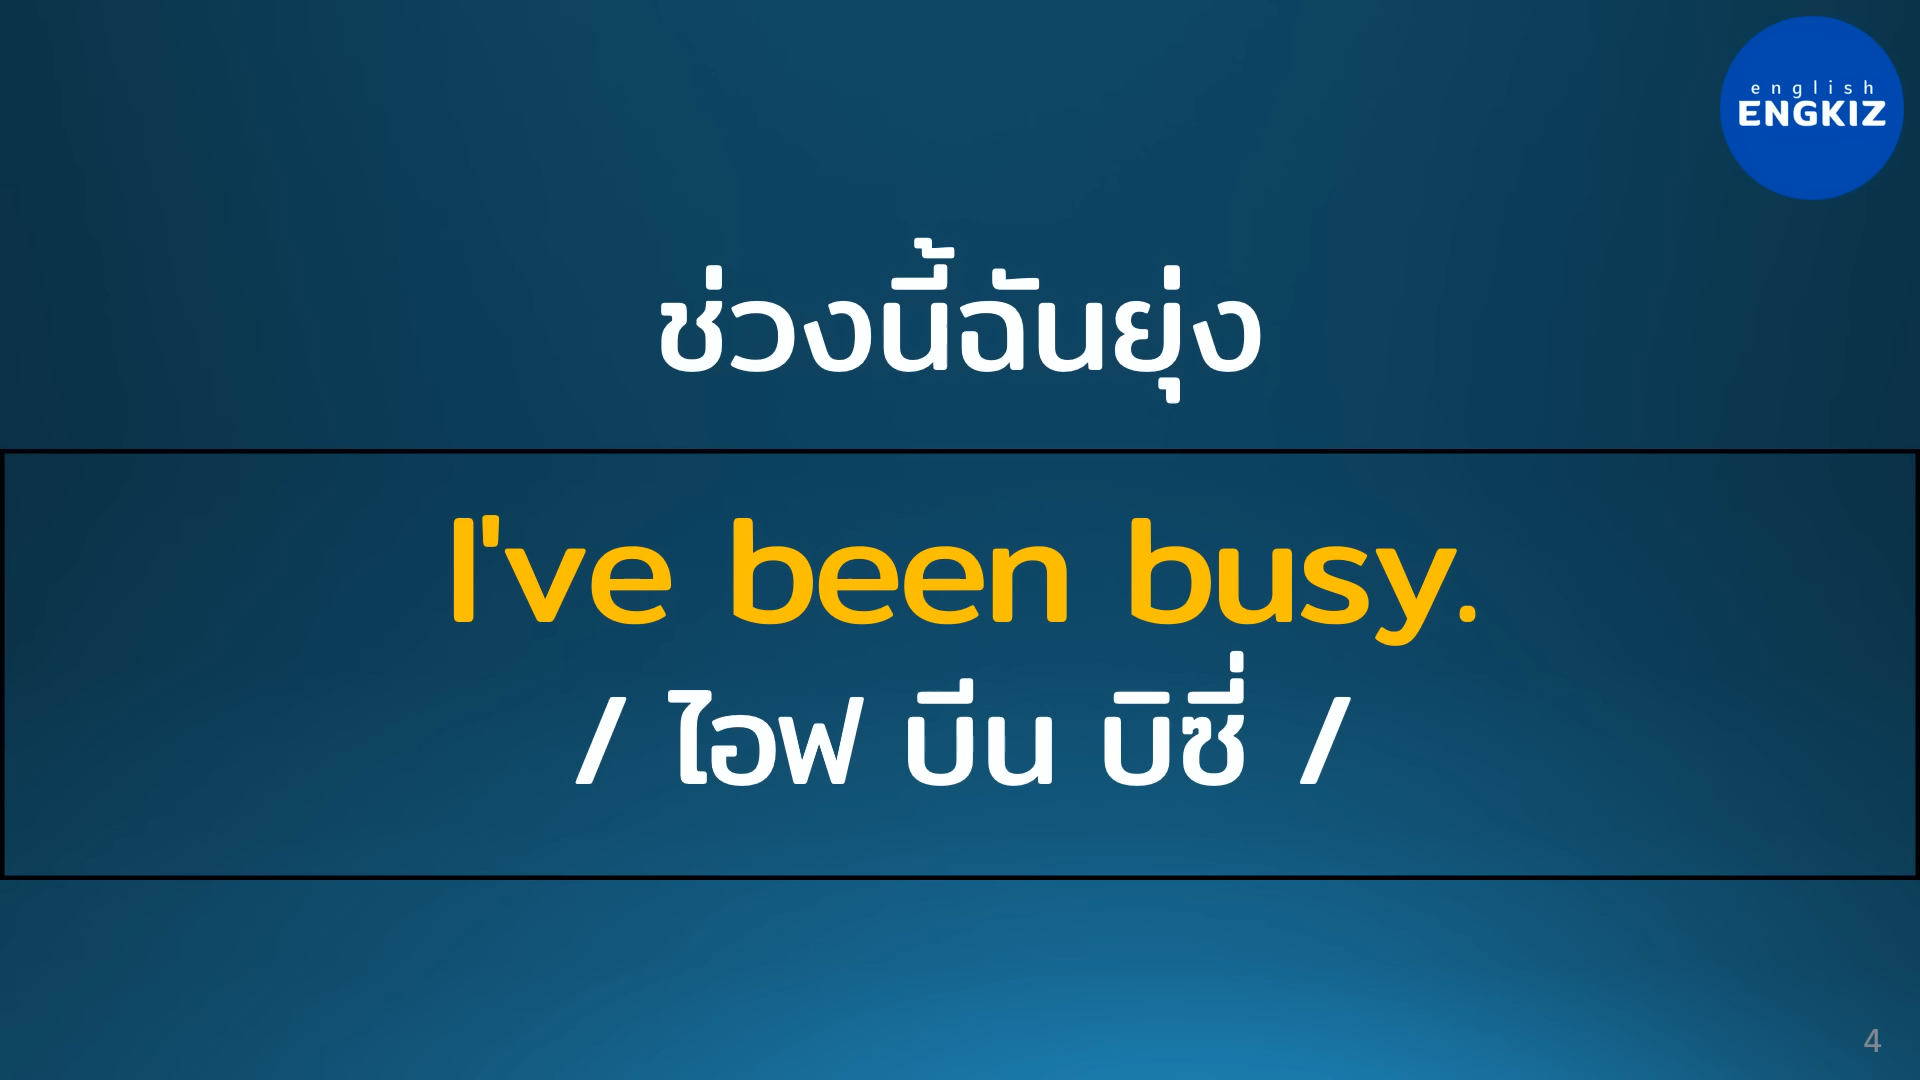 english
ENGKIZ
ช่วงนี้ฉันยุ่ง
I've been busy.
/ ไอฟ บีน บิซี่ /
4